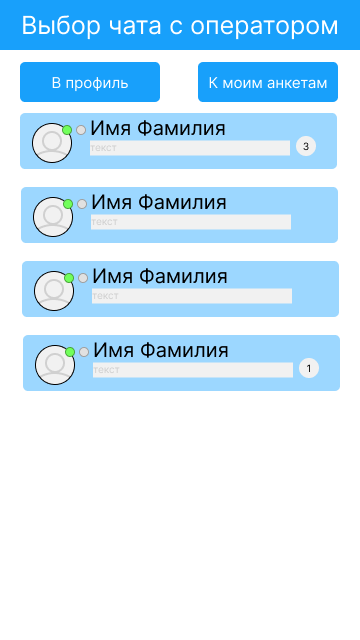 Выбор чата с оператором
В профиль
К моим анкетам
Имя Фамилия
текст
3
Имя Фамилия
текст
Имя Фамилия
текст
Имя Фамилия
текст
1